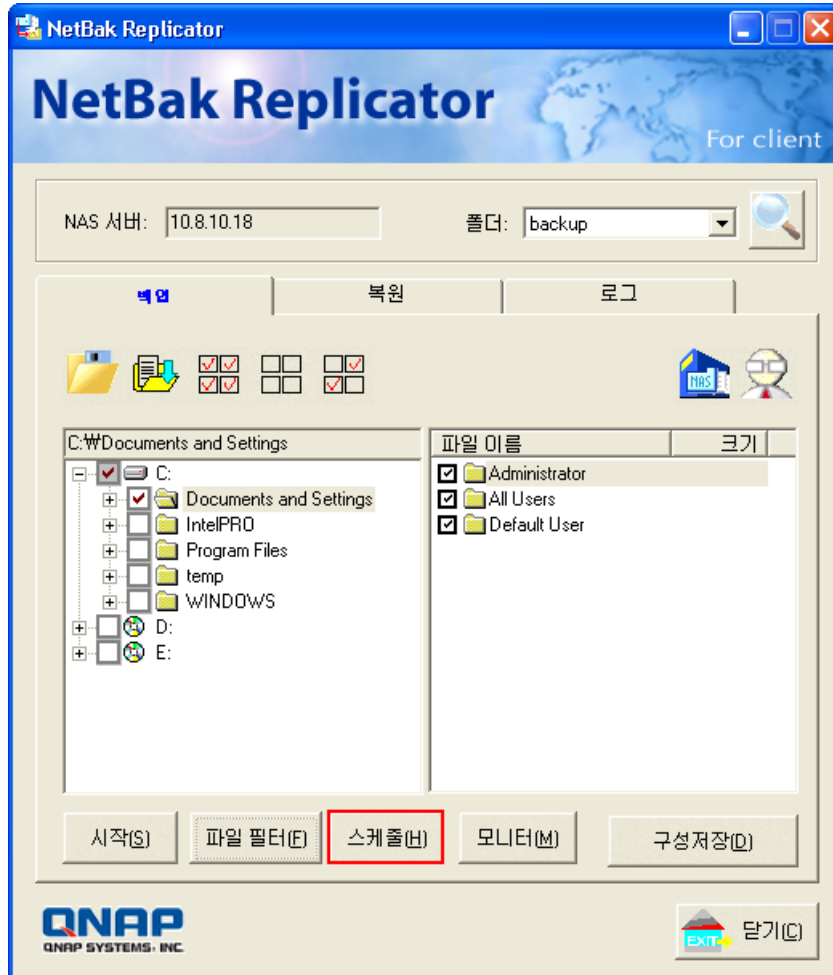 NetBak Replicator
NetBak Replicator
For client
NAS 서버: 10.8.10.18 폴더: backup
백업 복원 로그
NAS
C:₩Documents and Settings
C:
Documents and Settings
IntelPRO
Program Files
temp
WINDOWS
D:
E:
파일 이름 크기
Administrator
All Users
Default User
시작(S) 파일 필터(F) 스케줄(H) 모니터(M) 구성저장(D)
QNAP
QNAP SYSTEMS, INC.
EXIT 닫기(C)